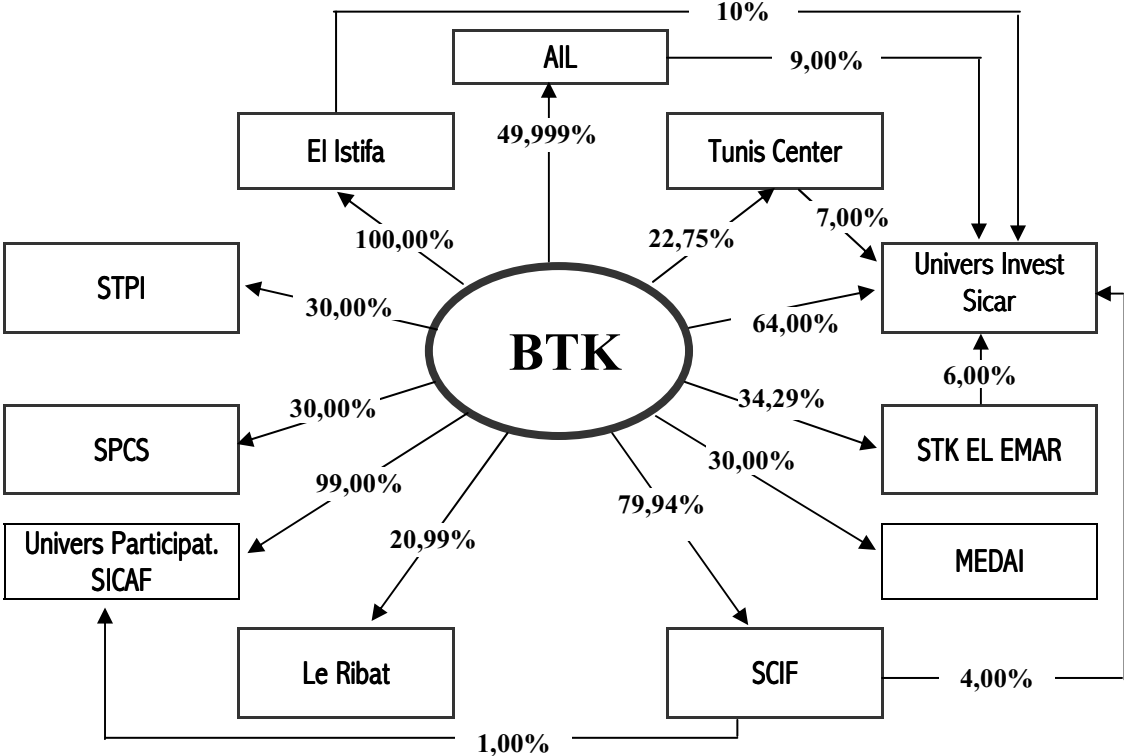 10%
AIL
9,00%
49,999%
El Istifa
Tunis Center
7,00%
100,00%
22,75%
Univers Invest
Sicar
STPI
30,00%
64,00%
BTK
6,00%
30,00%
34,29%
SPCS
STK EL EMAR
30,00%
99,00%
79,94%
20,99%
Univers Participat.
SICAF
MEDAI
Le Ribat
SCIF
4,00%
1,00%